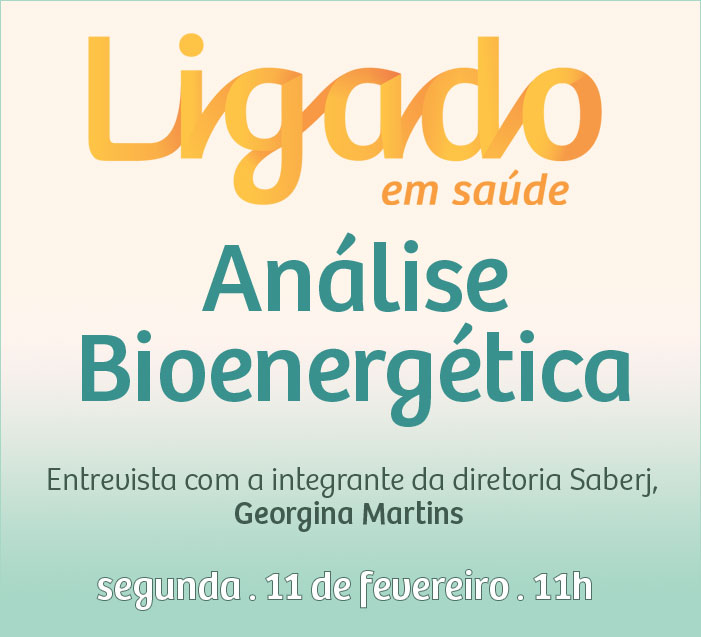 Ligado
em saúde
Análise
Bioenergética
Entrevista com a integrante da diretoria Saberj,
Georgina Martins
segunda . 11 de fevereiro . 11h